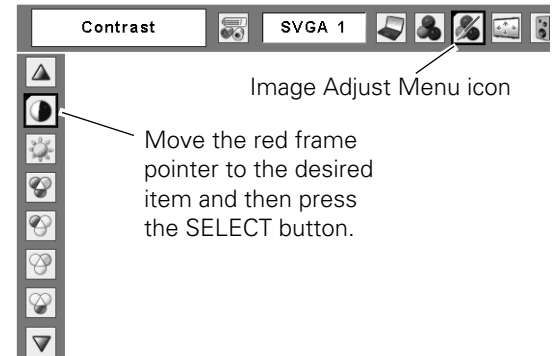 Contrast
SVGA 1
Image Adjust Menu icon
Move the red frame
pointer to the desired
item and then press
the SELECT button.